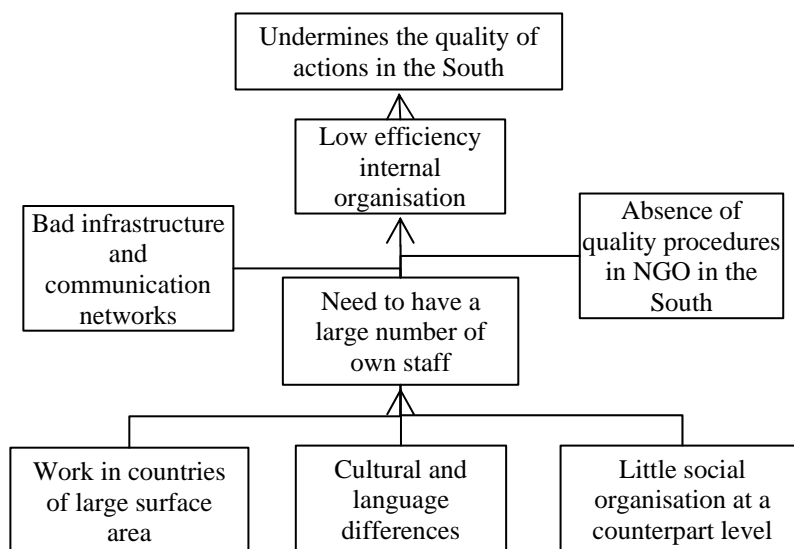 Undermines the quality of
actions in the South
Low efficiency
internal
organisation
Bad infrastructure
and
communication
networks
Absence of
quality procedures
in NGO in the
South
Need to have a
large number of
own staff
Work in countries
of large surface
area
Cultural and
language
differences
Little social
organisation at a
counterpart level